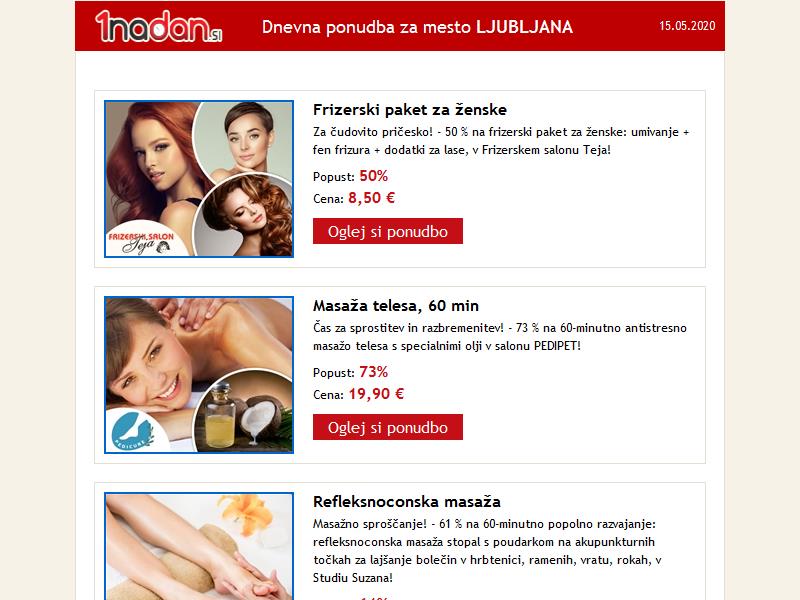 1nadan.si
Dnevna ponudba za mesto LJUBLJANA
15.05.2020
FRIZERSKI SALON
Teja
Frizerski paket za ženske
Za čudovito pričesko! - 50 % na frizerski paket za ženske: umivanje +
fen frizura + dodatki za lase, v Frizerskem salonu Teja!
Popust: 50%
Cena: 8,50 €
Oglej si ponudbo
PEDICURE
Masaža telesa, 60 min
Čas za sprostitev in razbremenitev! - 73 % na 60-minutno antistresno
masažo telesa s specialnimi olji v salonu PEDIPET!
Popust: 73%
Cena: 19,90 €
Oglej si ponudbo
Refleksnoconska masaža
Masažno sproščanje! - 61 % na 60-minutno popolno razvajanje:
refleksnoconska masaža stopal s poudarkom na akupunkturnih
točkah za lajšanje bolečin v hrbtenici, ramenih, vratu, rokah, v
Studiu Suzana!